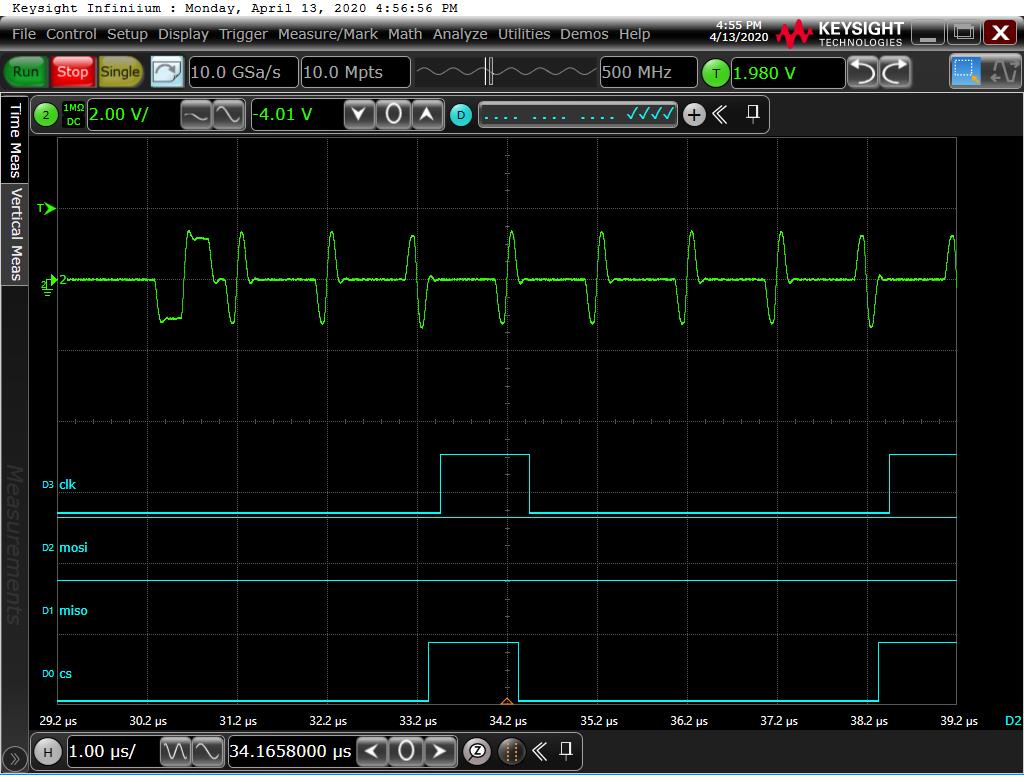 Keysight Infiniium : Monday, April 13, 2020 4:56:56 PM
File Control Setup Display Trigger Measure/Mark Math Analyze Utilities Demos Help
4:55 PM
4/13/2020
KEYSIGHT
TECHNOLOGIES
Run Stop Single 10.0 GSa/s 10.0 Mpts 500 MHz T 1.980 V
2 1MΩ DC 2.00 V/ -4.01 V 0 D
Time Meas
Vertical Meas
Measurements
T
2 2
D3 clk
D2 mosi
D1 miso
D0 cs
29.2 µs 30.2 µs 31.2 µs 32.2 µs 33.2 µs 34.2 µs 35.2 µs 36.2 µs 37.2 µs 38.2 µs 39.2 µs D2
H 1.00 µs/ 34.1658000 µs 0 Z